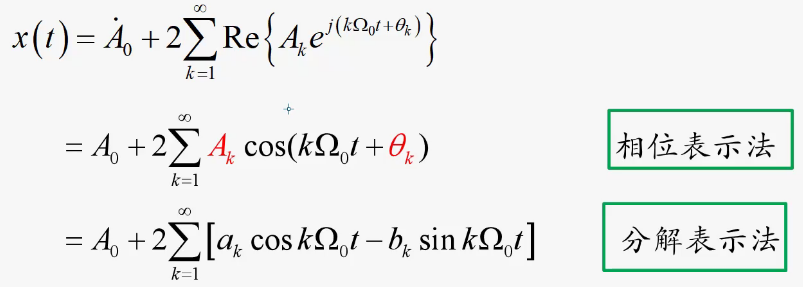 x(t) = Ȧ₀ + 2∑_{k=1}^{∞} Re{A_k e^{j(kΩ₀t+θ_k)}}
= A₀ + 2∑_{k=1}^{∞} A_k cos(kΩ₀t + θ_k) 相位表示法
= A₀ + 2∑_{k=1}^{∞} [a_k cos kΩ₀t − b_k sin kΩ₀t] 分解表示法